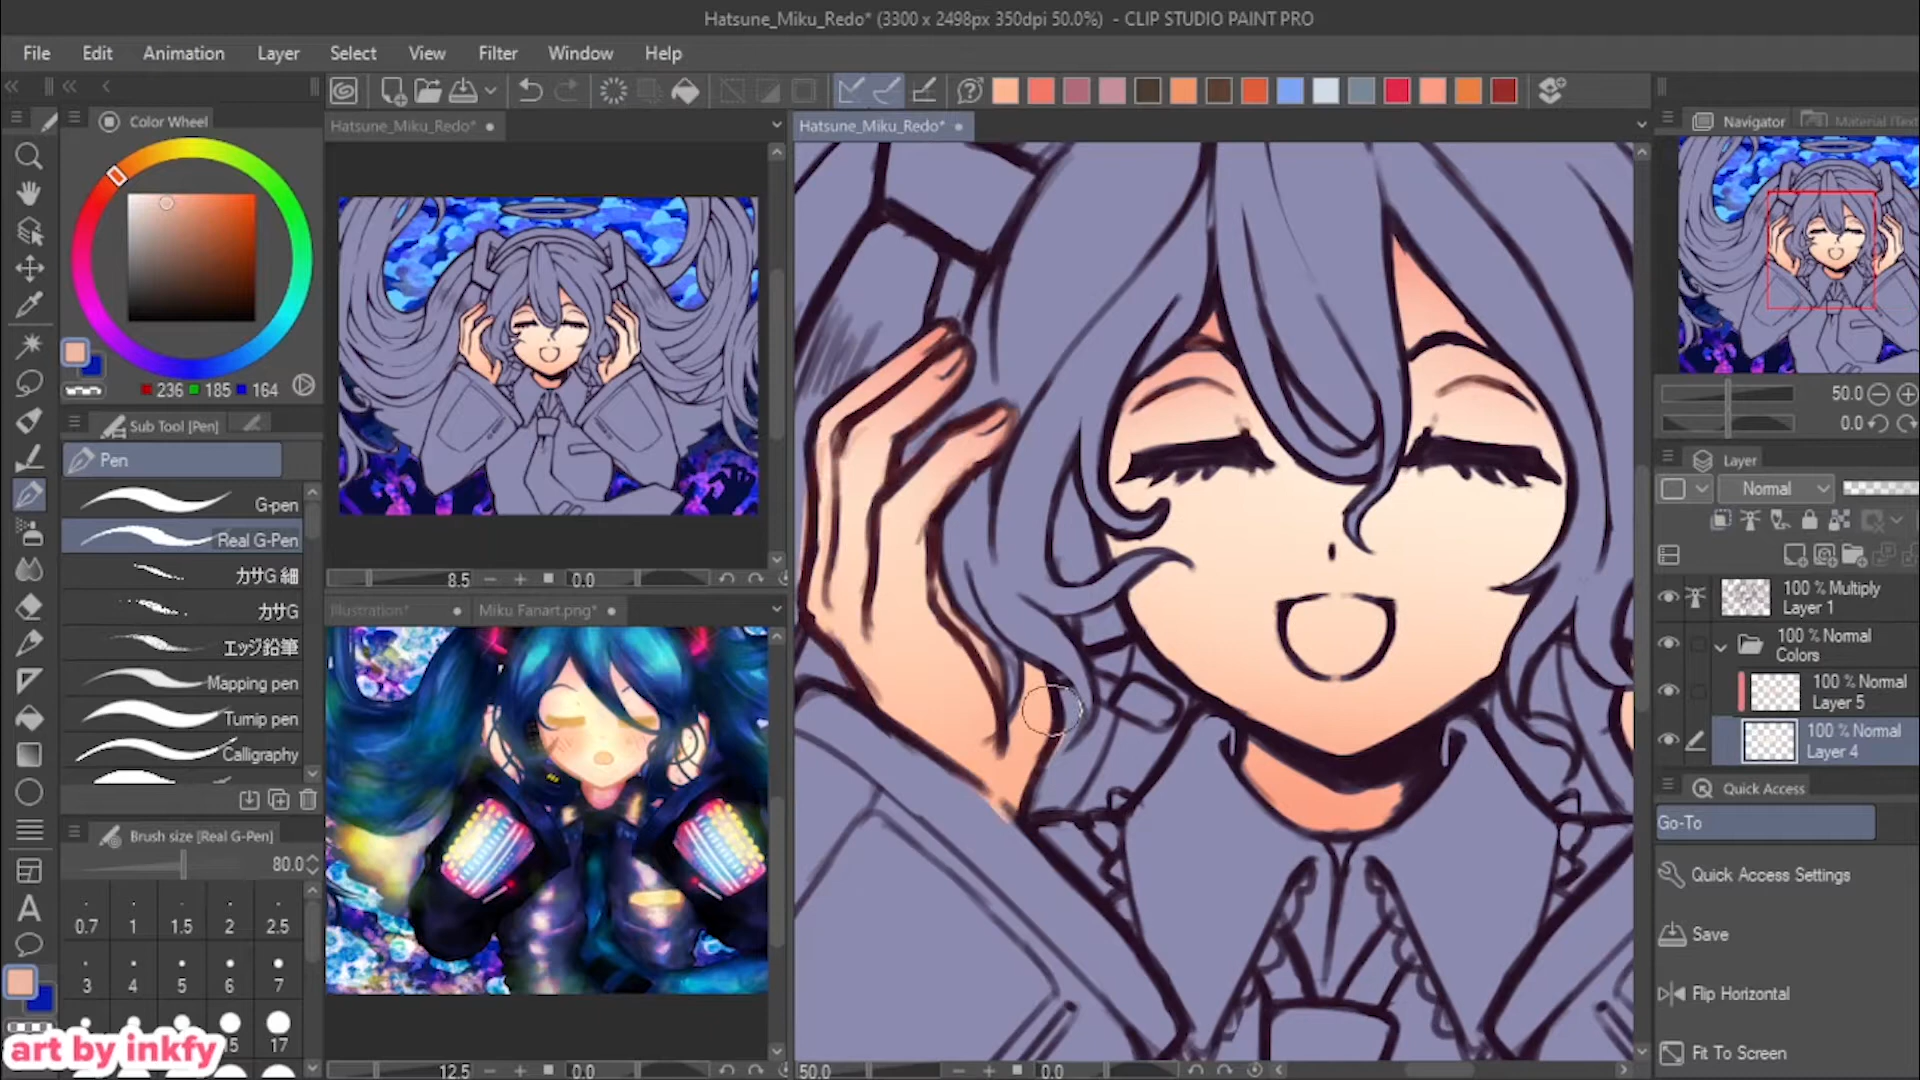 Hatsune_Miku_Redo* (3300 x 2498px 350dpi 50.0%) - CLIP STUDIO PAINT PRO
File Edit Animation Layer Select View Filter Window Help
Color Wheel
Hatsune_Miku_Redo*
Hatsune_Miku_Redo*
Navigator
Material [Text
236 185 164
Sub Tool [Pen]
Pen
G-pen
Real G-Pen
カサG 細
カサG
エッジ鉛筆
Mapping pen
Turnip pen
Calligraphy
Brush size [Real G-Pen]
80.0
0.7 1 1.5 2 2.5
3 4 5 6 7
15 17
8.5 0.0
Illustration* Miku Fanart.png*
12.5 0.0
50.0 0.0
50.0
0.0
Layer
Normal
100 % Multiply
Layer 1
100 % Normal
Colors
100 % Normal
Layer 5
100 % Normal
Layer 4
Quick Access
Go-To
Quick Access Settings
Save
Flip Horizontal
Fit To Screen
A
art by inkfy